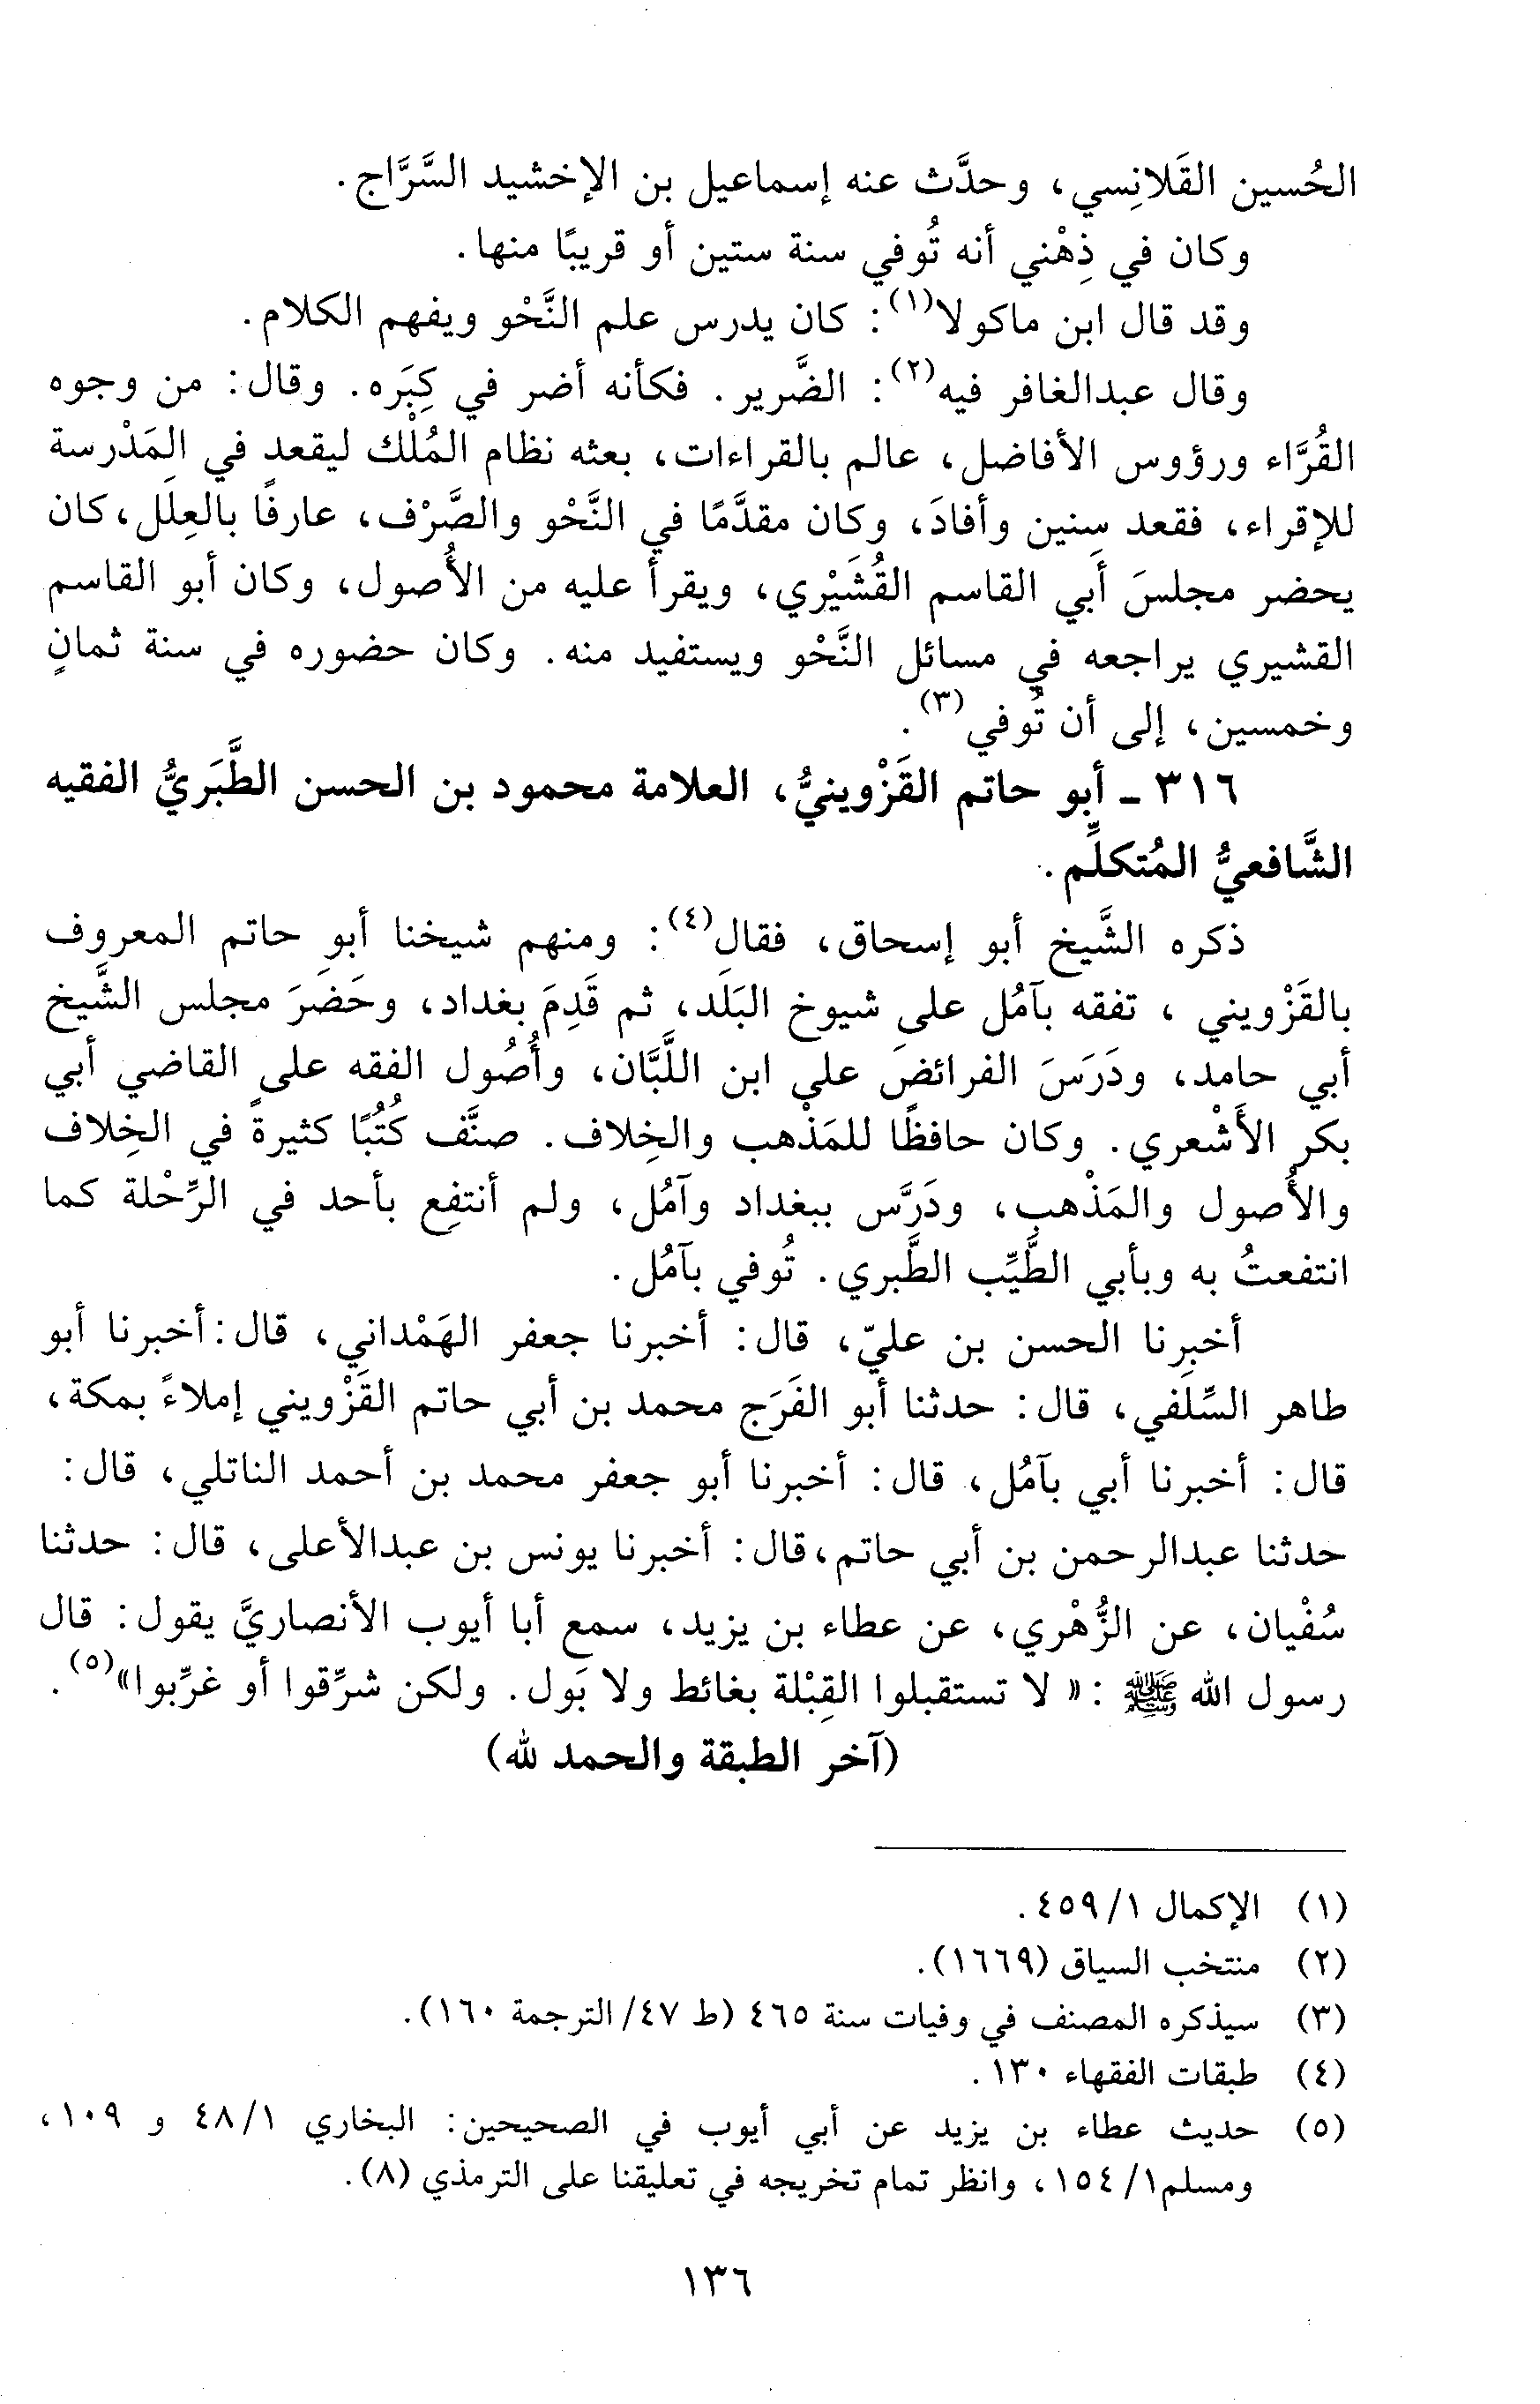 الحُسين القَلانِسي، وحدَّث عنه إسماعيل بن الإخشيد السَّرَّاج.
وكان في ذِهْني أنه تُوفي سنة ستين أو قريبًا منها.
وقد قال ابن ماكولا(١): كان يدرس علم النَّحْو ويفهم الكلام.
وقال عبدالغافر فيه(٢): الضَّرير. فكأنه أضر في كِبَره. وقال: من وجوه
القُرَّاء ورؤوس الأفاضل، عالم بالقراءات، بعثه نظام المُلْك ليقعد في المَدْرسة
للإقراء، فقعد سنين وأفادَ، وكان مقدَّمًا في النَّحْو والصَّرْف، عارفًا بالعِلَل، كان
يحضر مجلسَ أبي القاسم القُشَيْري، ويقرأ عليه من الأُصول، وكان أبو القاسم
القشيري يراجعه في مسائل النَّحْو ويستفيد منه. وكان حضوره في سنة ثمانٍ
وخمسين، إلى أن تُوفي(٣).
٣١٦ ـ أبو حاتم القَزْوينيُّ، العلامة محمود بن الحسن الطَّبَريُّ الفقيه
الشَّافعيُّ المُتكلِّم.
ذكره الشَّيخ أبو إسحاق، فقال(٤): ومنهم شيخنا أبو حاتم المعروف
بالقَزْويني ، تفقه بآمُل على شيوخ البَلَد، ثم قَدِمَ بغداد، وحَضَرَ مجلس الشَّيخ
أبي حامد، ودَرَسَ الفرائضَ على ابن اللَّبَّان، وأُصُول الفقه على القاضي أبي
بكر الأَشْعري. وكان حافظًا للمَذْهب والخِلاف. صنَّف كُتُبًا كثيرةً في الخِلاف
والأُصول والمَذْهب، ودَرَّس ببغداد وآمُل، ولم أنتفِع بأحد في الرِّحْلة كما
انتفعتُ به وبأبي الطَّيِّب الطَّبري. تُوفي بآمُل.
أخبرنا الحسن بن عليّ، قال: أخبرنا جعفر الهَمْداني، قال: أخبرنا أبو
طاهر السِّلَفي، قال: حدثنا أبو الفَرَج محمد بن أبي حاتم القَزْويني إملاءً بمكة،
قال: أخبرنا أبي بآمُل، قال: أخبرنا أبو جعفر محمد بن أحمد الناتلي، قال:
حدثنا عبدالرحمن بن أبي حاتم، قال: أخبرنا يونس بن عبدالأعلى، قال: حدثنا
سُفْيان، عن الزُّهْري، عن عطاء بن يزيد، سمع أبا أيوب الأنصاريَّ يقول: قال
رسول الله ﷺ : «لا تستقبلوا القِبْلة بغائط ولا بَول. ولكن شرِّقوا أو غرِّبوا»(٥).
(آخر الطبقة والحمد لله)
(١) الإكمال ١/ ٤٥٩.
(٢) منتخب السياق (١٦٦٩).
(٣) سيذكره المصنف في وفيات سنة ٤٦٥ (ط ٤٧/ الترجمة ١٦٠).
(٤) طبقات الفقهاء ١٣٠.
(٥) حديث عطاء بن يزيد عن أبي أيوب في الصحيحين: البخاري ١/ ٤٨ و ١٠٩،
ومسلم١/ ١٥٤، وانظر تمام تخريجه في تعليقنا على الترمذي (٨).
١٣٦